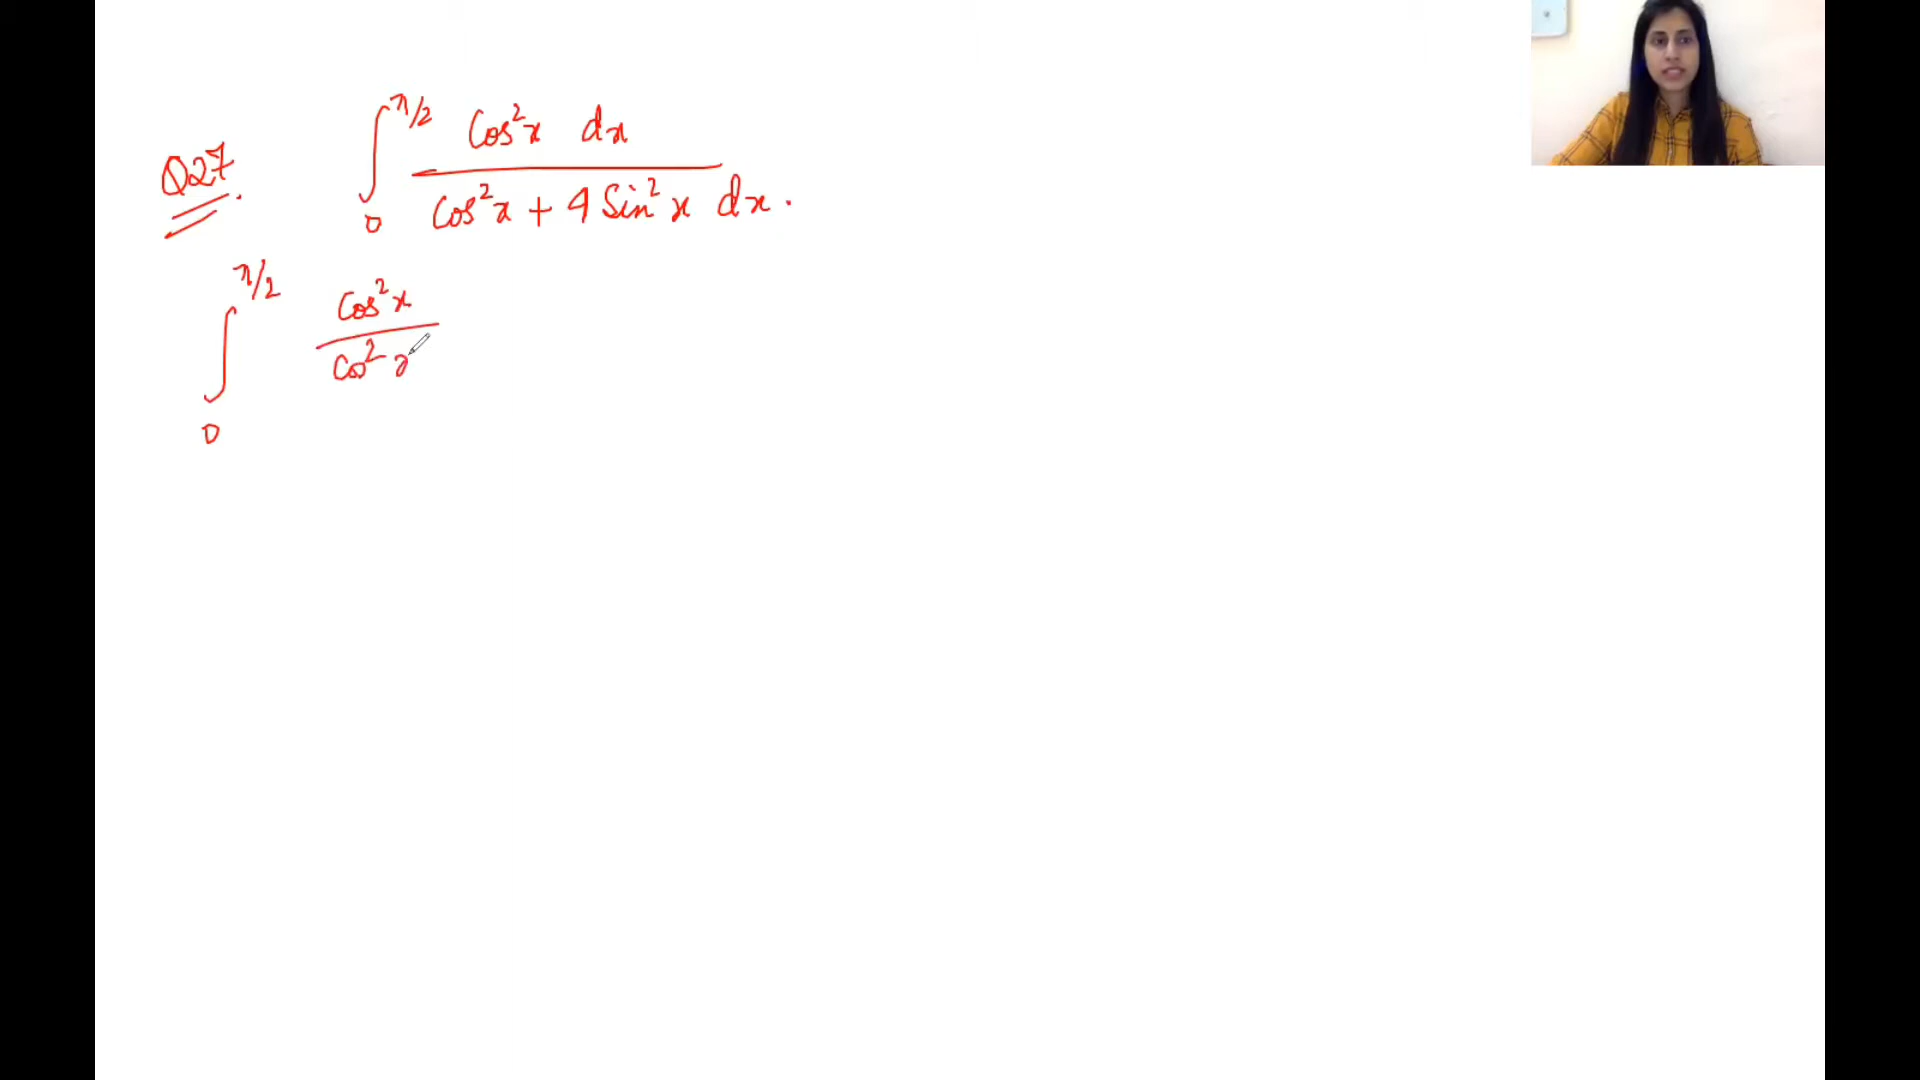 Q27. ∫₀^π/2 Cos²x dx / Cos²x + 4 Sin²x dx.
∫₀^π/2 Cos²x / Cos²x